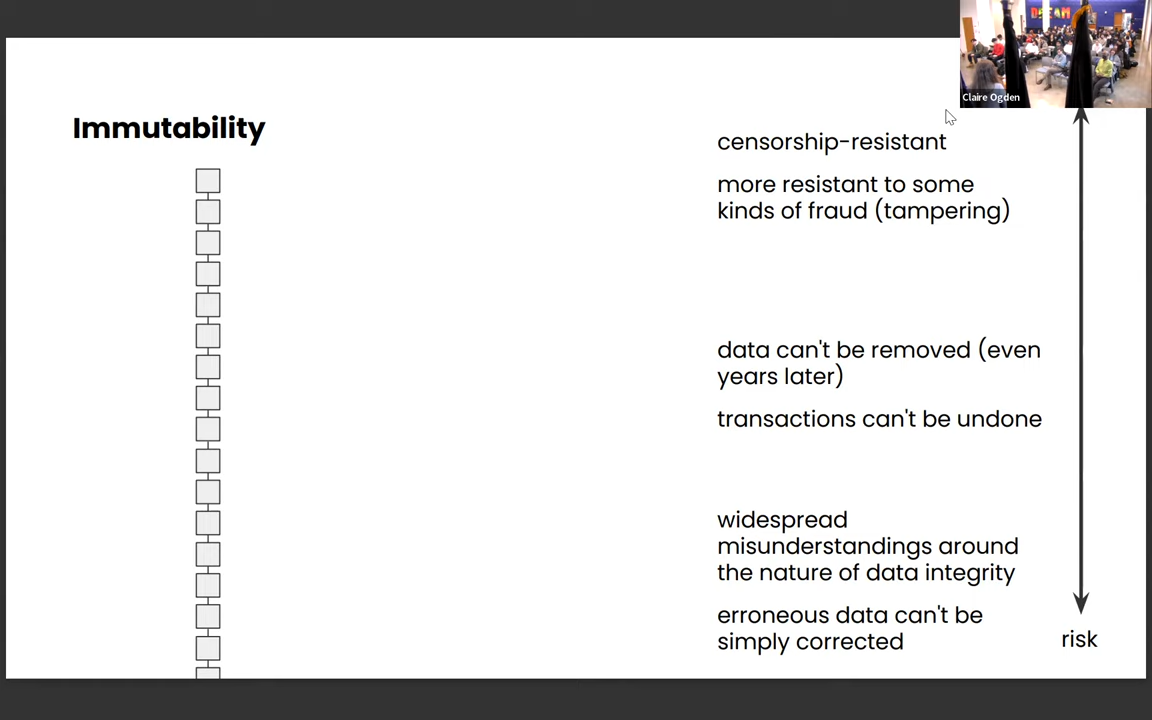 DREAM
Claire Ogden
Immutability
censorship-resistant
more resistant to some
kinds of fraud (tampering)
data can't be removed (even
years later)
transactions can't be undone
widespread
misunderstandings around
the nature of data integrity
erroneous data can't be
simply corrected
risk